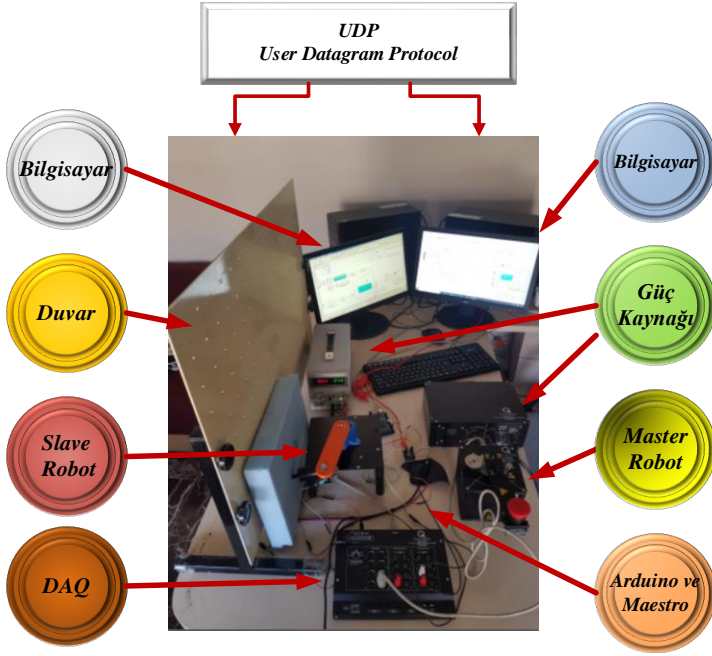 UDP
User Datagram Protocol
Bilgisayar
Bilgisayar
Duvar
Güç
Kaynağı
Slave
Robot
Master
Robot
DAQ
Arduino ve
Maestro